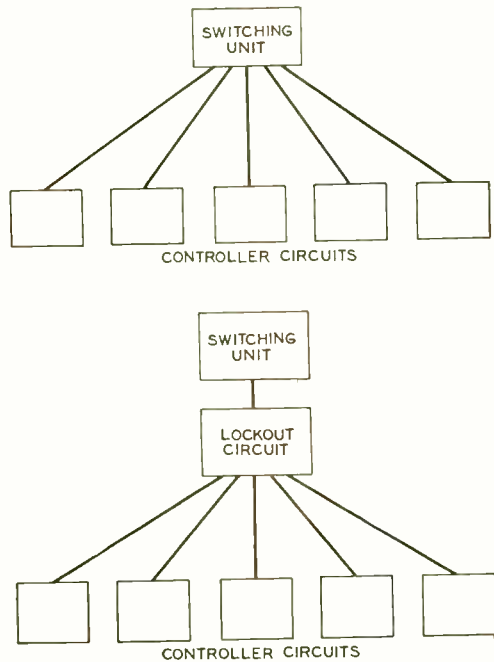 SWITCHING
UNIT
CONTROLLER CIRCUITS
SWITCHING
UNIT
LOCKOUT
CIRCUIT
CONTROLLER CIRCUITS